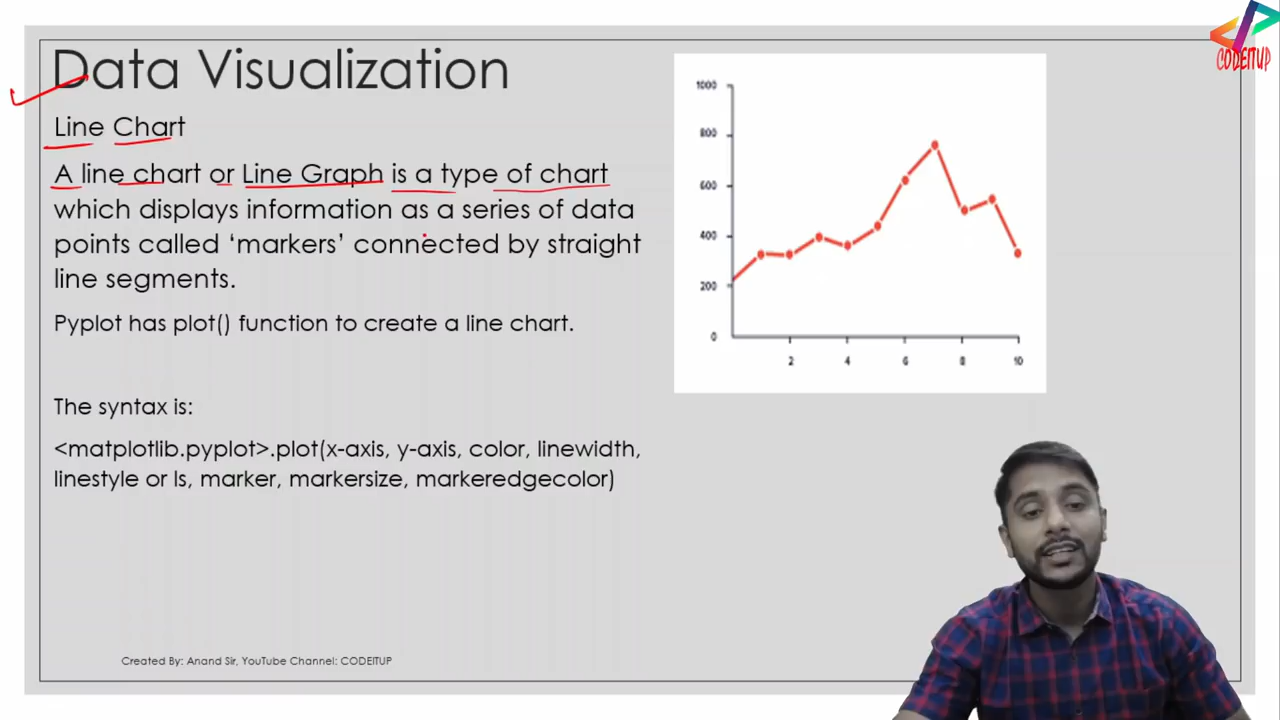 CODEITUP
Data Visualization
Line Chart
A line chart or Line Graph is a type of chart
which displays information as a series of data
points called ‘markers’ connected by straight
line segments.
Pyplot has plot() function to create a line chart.
The syntax is:
<matplotlib.pyplot>.plot(x-axis, y-axis, color, linewidth,
linestyle or ls, marker, markersize, markeredgecolor)
1000
800
600
400
200
0
2 4 6 8 10
Created By: Anand Sir, YouTube Channel: CODEITUP